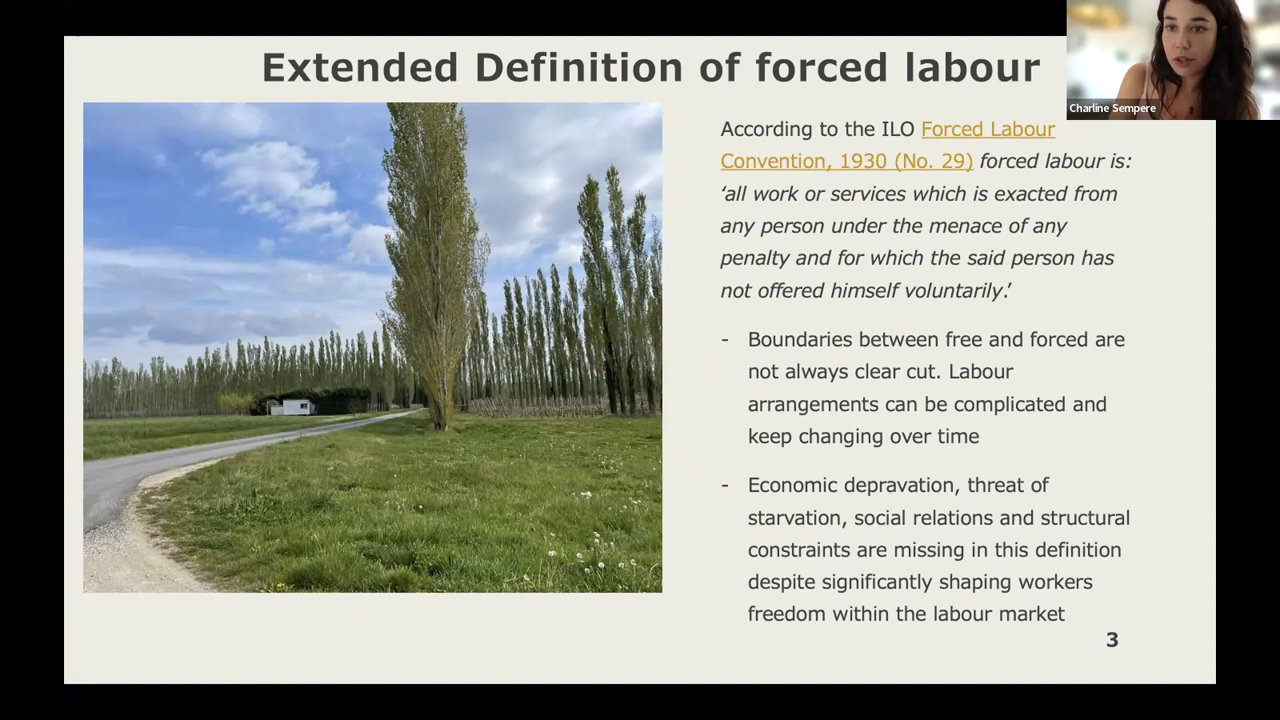 Extended Definition of forced labour
Charline Sempere
According to the ILO Forced Labour
Convention, 1930 (No. 29) forced labour is:
‘all work or services which is exacted from
any person under the menace of any
penalty and for which the said person has
not offered himself voluntarily.’
- Boundaries between free and forced are
not always clear cut. Labour
arrangements can be complicated and
keep changing over time
- Economic depravation, threat of
starvation, social relations and structural
constraints are missing in this definition
despite significantly shaping workers
freedom within the labour market
3